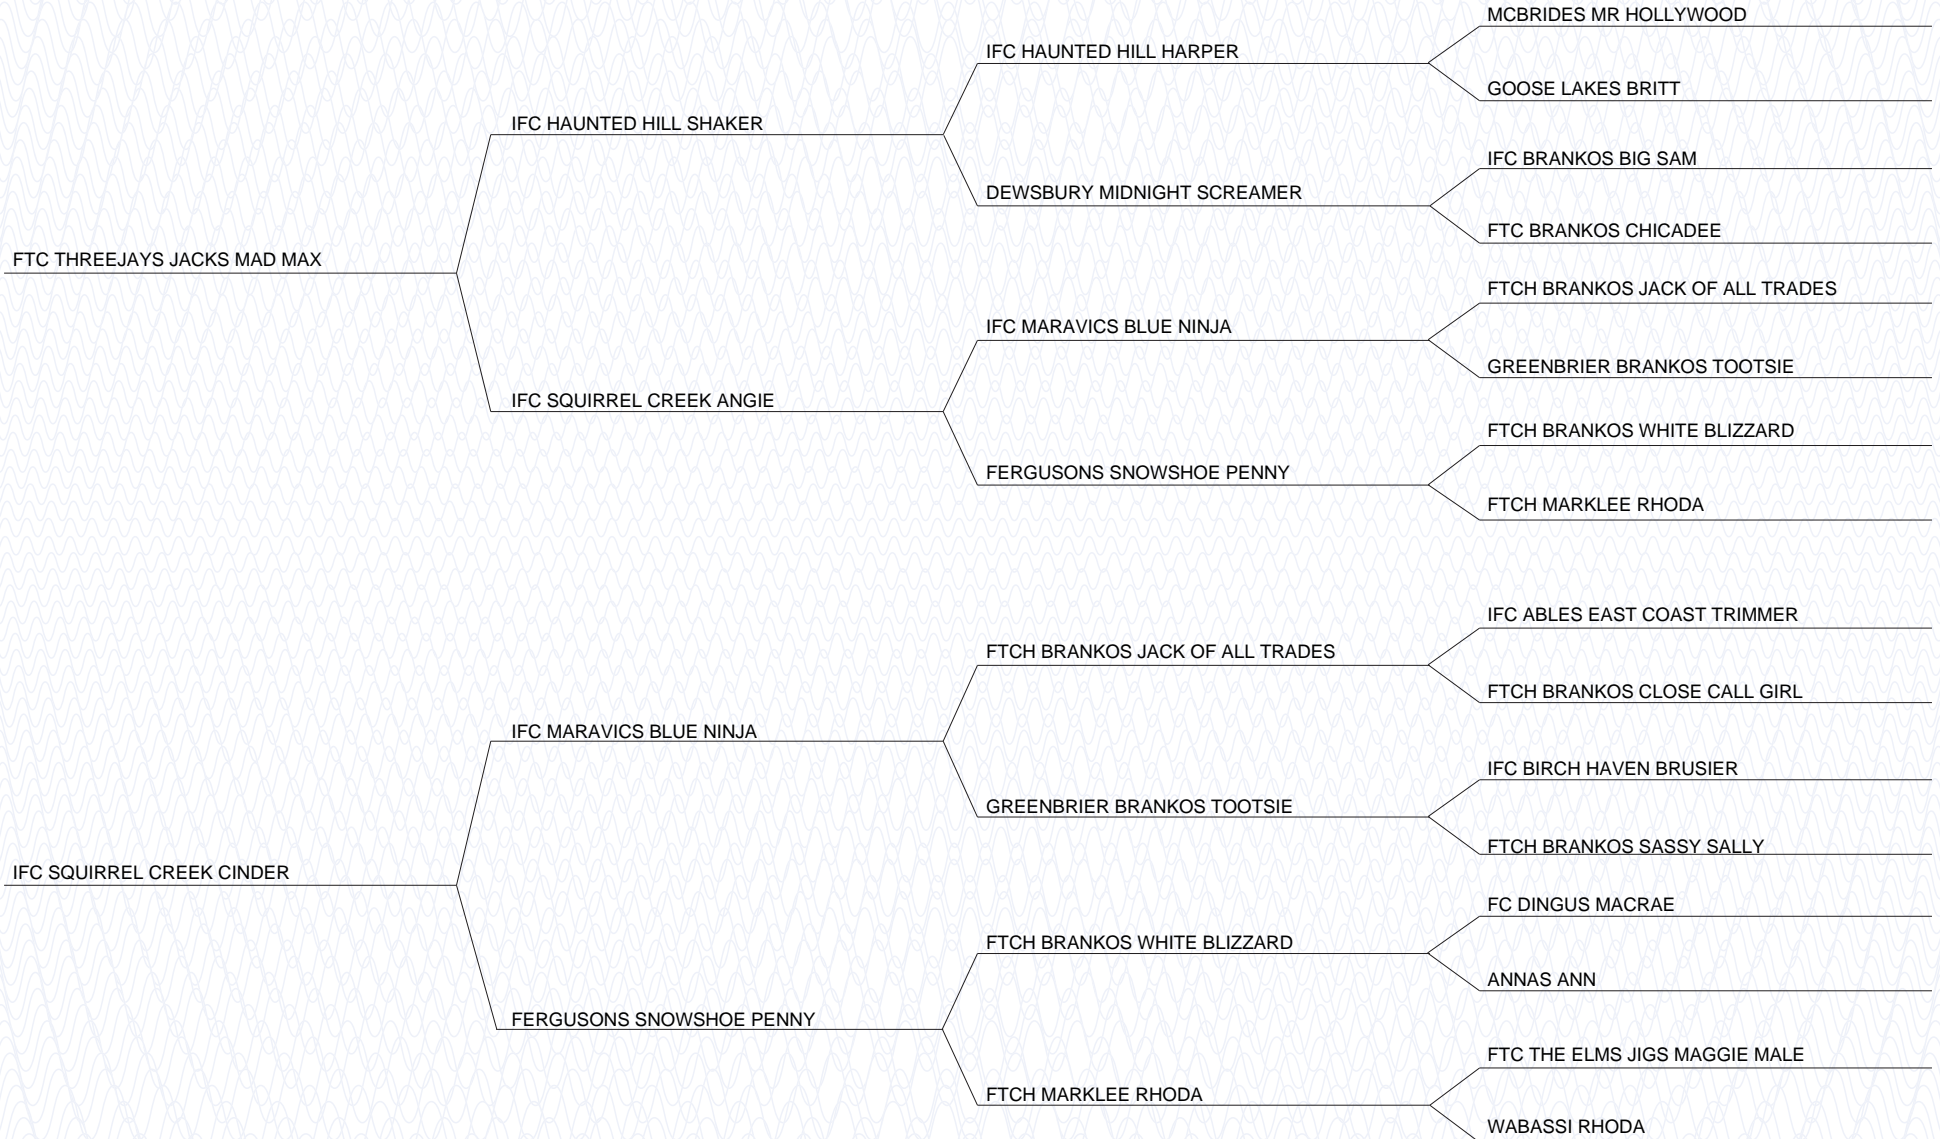 MCBRIDES MR HOLLYWOOD
IFC HAUNTED HILL HARPER
GOOSE LAKES BRITT
IFC HAUNTED HILL SHAKER
IFC BRANKOS BIG SAM
DEWSBURY MIDNIGHT SCREAMER
FTC BRANKOS CHICADEE
FTC THREEJAYS JACKS MAD MAX
FTCH BRANKOS JACK OF ALL TRADES
IFC MARAVICS BLUE NINJA
GREENBRIER BRANKOS TOOTSIE
IFC SQUIRREL CREEK ANGIE
FTCH BRANKOS WHITE BLIZZARD
FERGUSONS SNOWSHOE PENNY
FTCH MARKLEE RHODA
IFC ABLES EAST COAST TRIMMER
FTCH BRANKOS JACK OF ALL TRADES
FTCH BRANKOS CLOSE CALL GIRL
IFC MARAVICS BLUE NINJA
IFC BIRCH HAVEN BRUSIER
GREENBRIER BRANKOS TOOTSIE
FTCH BRANKOS SASSY SALLY
IFC SQUIRREL CREEK CINDER
FC DINGUS MACRAE
FTCH BRANKOS WHITE BLIZZARD
ANNAS ANN
FERGUSONS SNOWSHOE PENNY
FTC THE ELMS JIGS MAGGIE MALE
FTCH MARKLEE RHODA
WABASSI RHODA